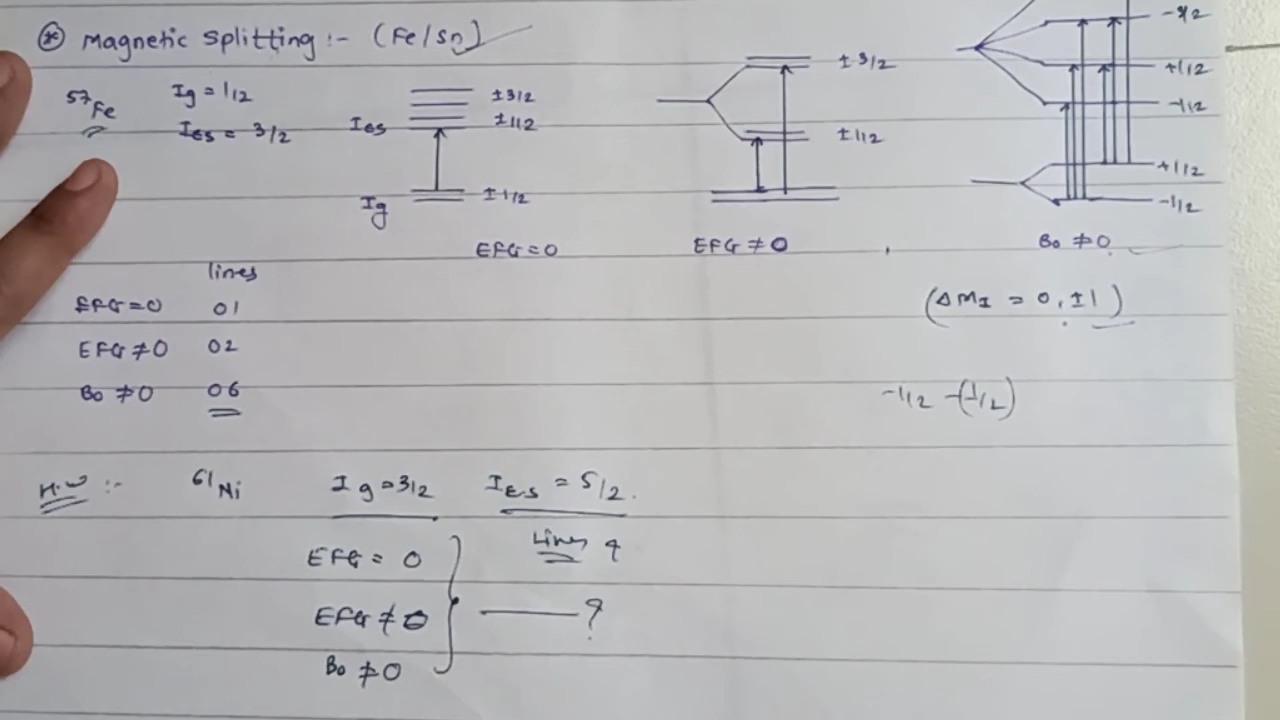 * Magnetic Splitting :- (Fe/Sn)
57Fe Ig = 1/2
IES = 3/2
IES ±3/2
±1/2
Ig ±1/2
EFG = 0
±3/2
±1/2
EFG ≠ 0
-3/2
+1/2
-1/2
+1/2
-1/2
B0 ≠ 0
(ΔMI = 0, ±1)
-1/2 -(-1/2)
lines
EFG = 0 01
EFG ≠ 0 02
B0 ≠ 0 06
H.W :- 61Ni Ig = 3/2 IES = 5/2.
EFG = 0 Lines ?
EFG ≠ 0 ?
B0 ≠ 0